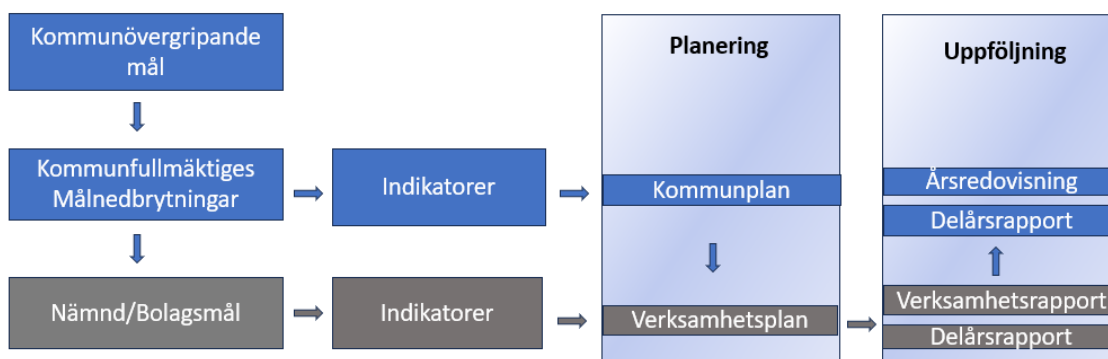 Kommunövergripande
mål
Kommunfullmäktiges
Målnedbrytningar
Indikatorer
Nämnd/Bolagsmål
Indikatorer
Planering
Kommunplan
Verksamhetsplan
Uppföljning
Årsredovisning
Delårsrapport
Verksamhetsrapport
Delårsrapport